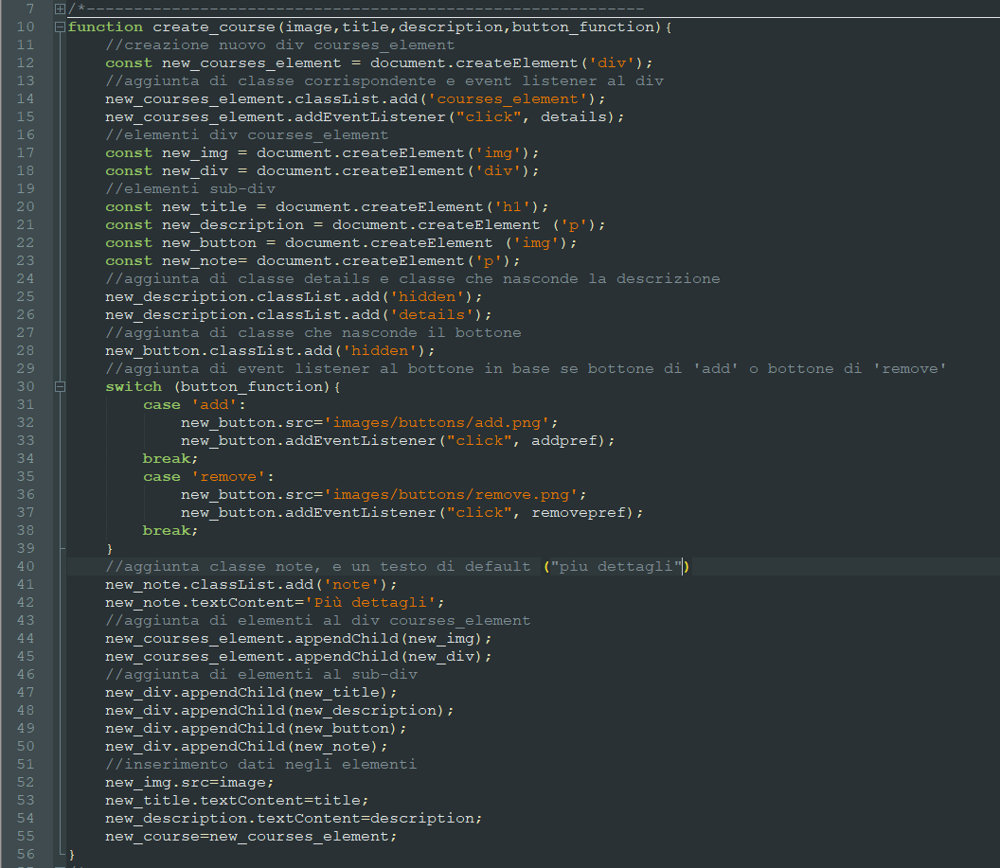 7 /*-----------------------------------------------------------
10 function create_course(image,title,description,button_function){
11 //creazione nuovo div courses_element
12 const new_courses_element = document.createElement('div');
13 //aggiunta di classe corrispondente e event listener al div
14 new_courses_element.classList.add('courses_element');
15 new_courses_element.addEventListener("click", details);
16 //elementi div courses_element
17 const new_img = document.createElement('img');
18 const new_div = document.createElement('div');
19 //elementi sub-div
20 const new_title = document.createElement('h1');
21 const new_description = document.createElement ('p');
22 const new_button = document.createElement ('img');
23 const new_note= document.createElement('p');
24 //aggiunta di classe details e classe che nasconde la descrizione
25 new_description.classList.add('hidden');
26 new_description.classList.add('details');
27 //aggiunta di classe che nasconde il bottone
28 new_button.classList.add('hidden');
29 //aggiunta di event listener al bottone in base se bottone di 'add' o bottone di 'remove'
30 switch (button_function){
31 case 'add':
32 new_button.src='images/buttons/add.png';
33 new_button.addEventListener("click", addpref);
34 break;
35 case 'remove':
36 new_button.src='images/buttons/remove.png';
37 new_button.addEventListener("click", removepref);
38 break;
39 }
40 //aggiunta classe note, e un testo di default ("piu dettagli")
41 new_note.classList.add('note');
42 new_note.textContent='Più dettagli';
43 //aggiunta di elementi al div courses_element
44 new_courses_element.appendChild(new_img);
45 new_courses_element.appendChild(new_div);
46 //aggiunta di elementi al sub-div
47 new_div.appendChild(new_title);
48 new_div.appendChild(new_description);
49 new_div.appendChild(new_button);
50 new_div.appendChild(new_note);
51 //inserimento dati negli elementi
52 new_img.src=image;
53 new_title.textContent=title;
54 new_description.textContent=description;
55 new_course=new_courses_element;
56 }